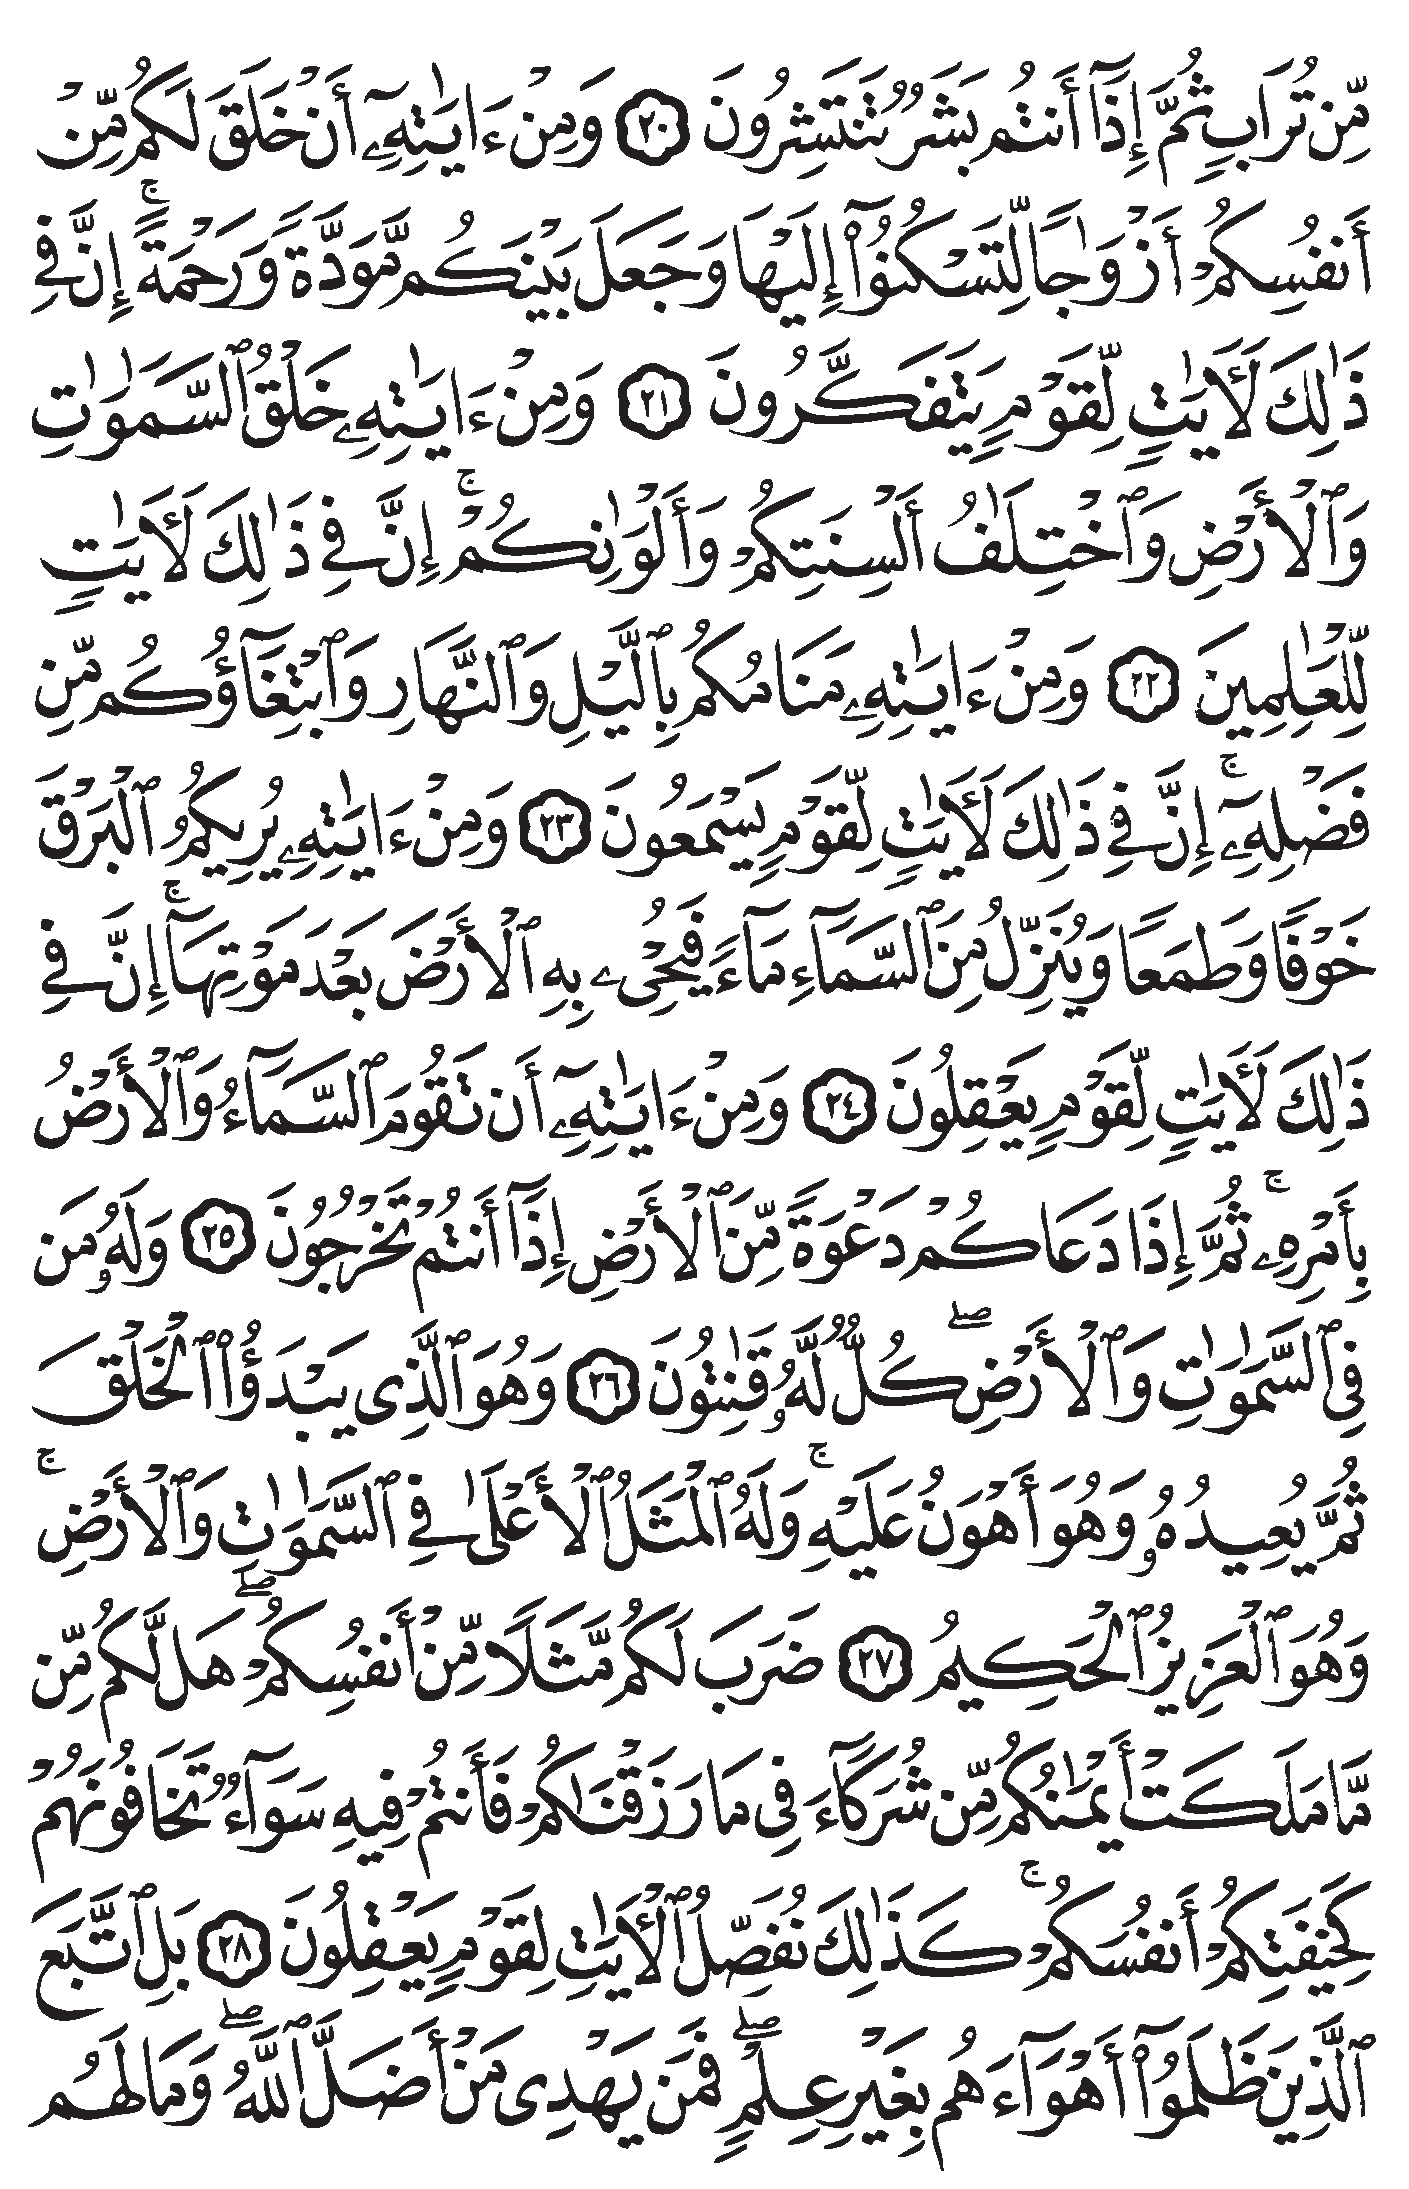 مِّن تُرَابٍ ثُمَّ إِذَآ أَنتُم بَشَرٌ تَنتَشِرُونَ ٢٠ وَمِنْ ءَايَٰتِهِۦٓ أَنْ خَلَقَ لَكُم مِّنْ
أَنفُسِكُمْ أَزْوَٰجًا لِّتَسْكُنُوٓا۟ إِلَيْهَا وَجَعَلَ بَيْنَكُم مَّوَدَّةً وَرَحْمَةً ۚ إِنَّ فِى
ذَٰلِكَ لَءَايَٰتٍ لِّقَوْمٍ يَتَفَكَّرُونَ ٢١ وَمِنْ ءَايَٰتِهِۦ خَلْقُ ٱلسَّمَٰوَٰتِ
وَٱلْأَرْضِ وَٱخْتِلَٰفُ أَلْسِنَتِكُمْ وَأَلْوَٰنِكُمْ ۚ إِنَّ فِى ذَٰلِكَ لَءَايَٰتٍ
لِّلْعَٰلِمِينَ ٢٢ وَمِنْ ءَايَٰتِهِۦ مَنَامُكُم بِٱلَّيْلِ وَٱلنَّهَارِ وَٱبْتِغَآؤُكُم مِّن
فَضْلِهِۦٓ ۚ إِنَّ فِى ذَٰلِكَ لَءَايَٰتٍ لِّقَوْمٍ يَسْمَعُونَ ٢٣ وَمِنْ ءَايَٰتِهِۦ يُرِيكُمُ ٱلْبَرْقَ
خَوْفًا وَطَمَعًا وَيُنَزِّلُ مِنَ ٱلسَّمَآءِ مَآءً فَيُحْىِۦ بِهِ ٱلْأَرْضَ بَعْدَ مَوْتِهَآ ۚ إِنَّ فِى
ذَٰلِكَ لَءَايَٰتٍ لِّقَوْمٍ يَعْقِلُونَ ٢٤ وَمِنْ ءَايَٰتِهِۦٓ أَن تَقُومَ ٱلسَّمَآءُ وَٱلْأَرْضُ
بِأَمْرِهِۦ ۚ ثُمَّ إِذَا دَعَاكُمْ دَعْوَةً مِّنَ ٱلْأَرْضِ إِذَآ أَنتُمْ تَخْرُجُونَ ٢٥ وَلَهُۥ مَن
فِى ٱلسَّمَٰوَٰتِ وَٱلْأَرْضِ ۖ كُلٌّ لَّهُۥ قَٰنِتُونَ ٢٦ وَهُوَ ٱلَّذِى يَبْدَؤُا۟ ٱلْخَلْقَ
ثُمَّ يُعِيدُهُۥ وَهُوَ أَهْوَنُ عَلَيْهِ ۚ وَلَهُ ٱلْمَثَلُ ٱلْأَعْلَىٰ فِى ٱلسَّمَٰوَٰتِ وَٱلْأَرْضِ ۚ
وَهُوَ ٱلْعَزِيزُ ٱلْحَكِيمُ ٢٧ ضَرَبَ لَكُم مَّثَلًا مِّنْ أَنفُسِكُمْ ۖ هَل لَّكُم مِّن
مَّا مَلَكَتْ أَيْمَٰنُكُم مِّن شُرَكَآءَ فِى مَا رَزَقْنَٰكُمْ فَأَنتُمْ فِيهِ سَوَآءٌ تَخَافُونَهُمْ
كَخِيفَتِكُمْ أَنفُسَكُمْ ۚ كَذَٰلِكَ نُفَصِّلُ ٱلْءَايَٰتِ لِقَوْمٍ يَعْقِلُونَ ٢٨ بَلِ ٱتَّبَعَ
ٱلَّذِينَ ظَلَمُوٓا۟ أَهْوَآءَهُم بِغَيْرِ عِلْمٍ ۖ فَمَن يَهْدِى مَنْ أَضَلَّ ٱللَّهُ ۖ وَمَا لَهُم